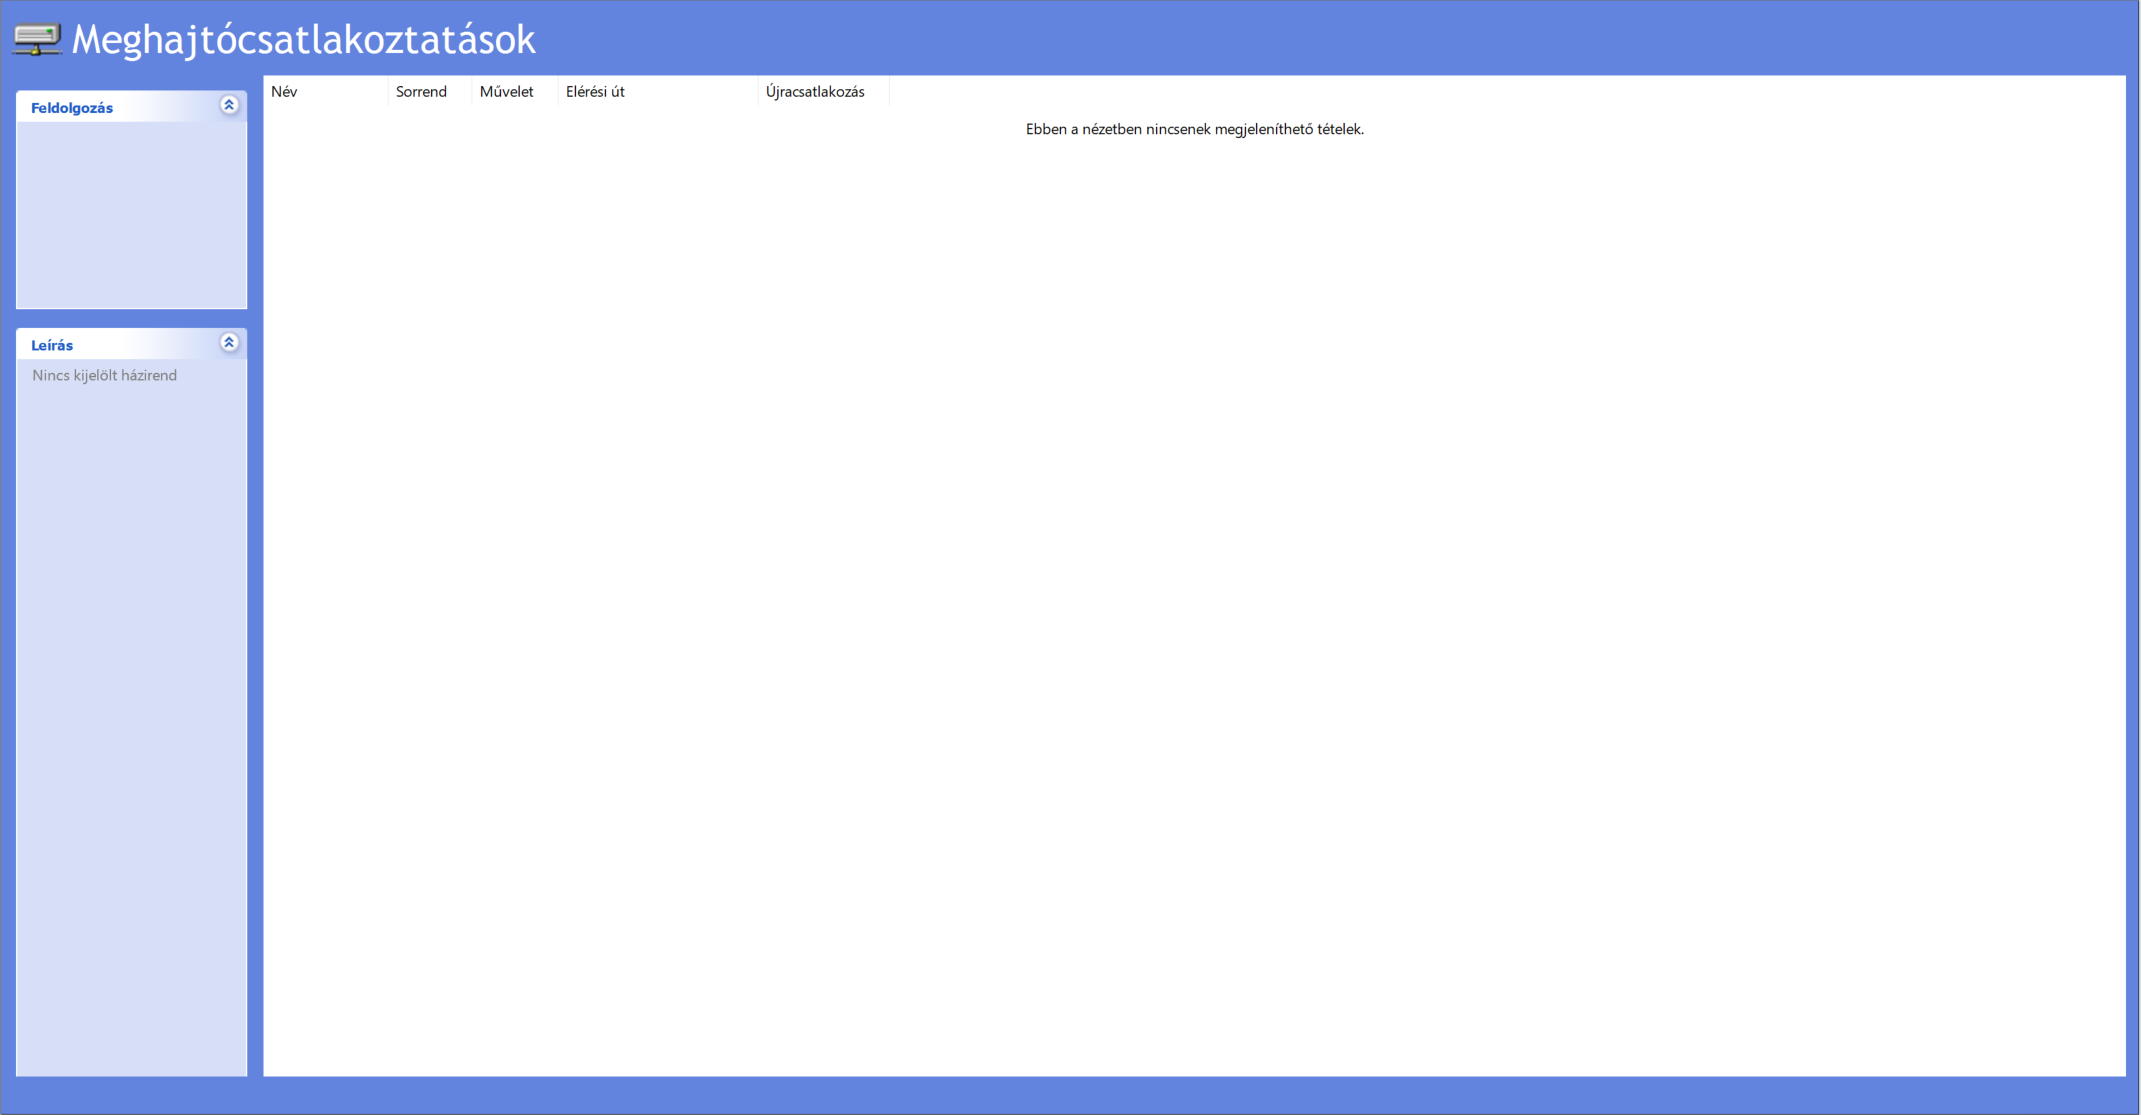 Meghajtócsatlakoztatások
Feldolgozás
Leírás
Nincs kijelölt házirend
Név Sorrend Művelet Elérési út Újracsatlakozás
Ebben a nézetben nincsenek megjeleníthető tételek.